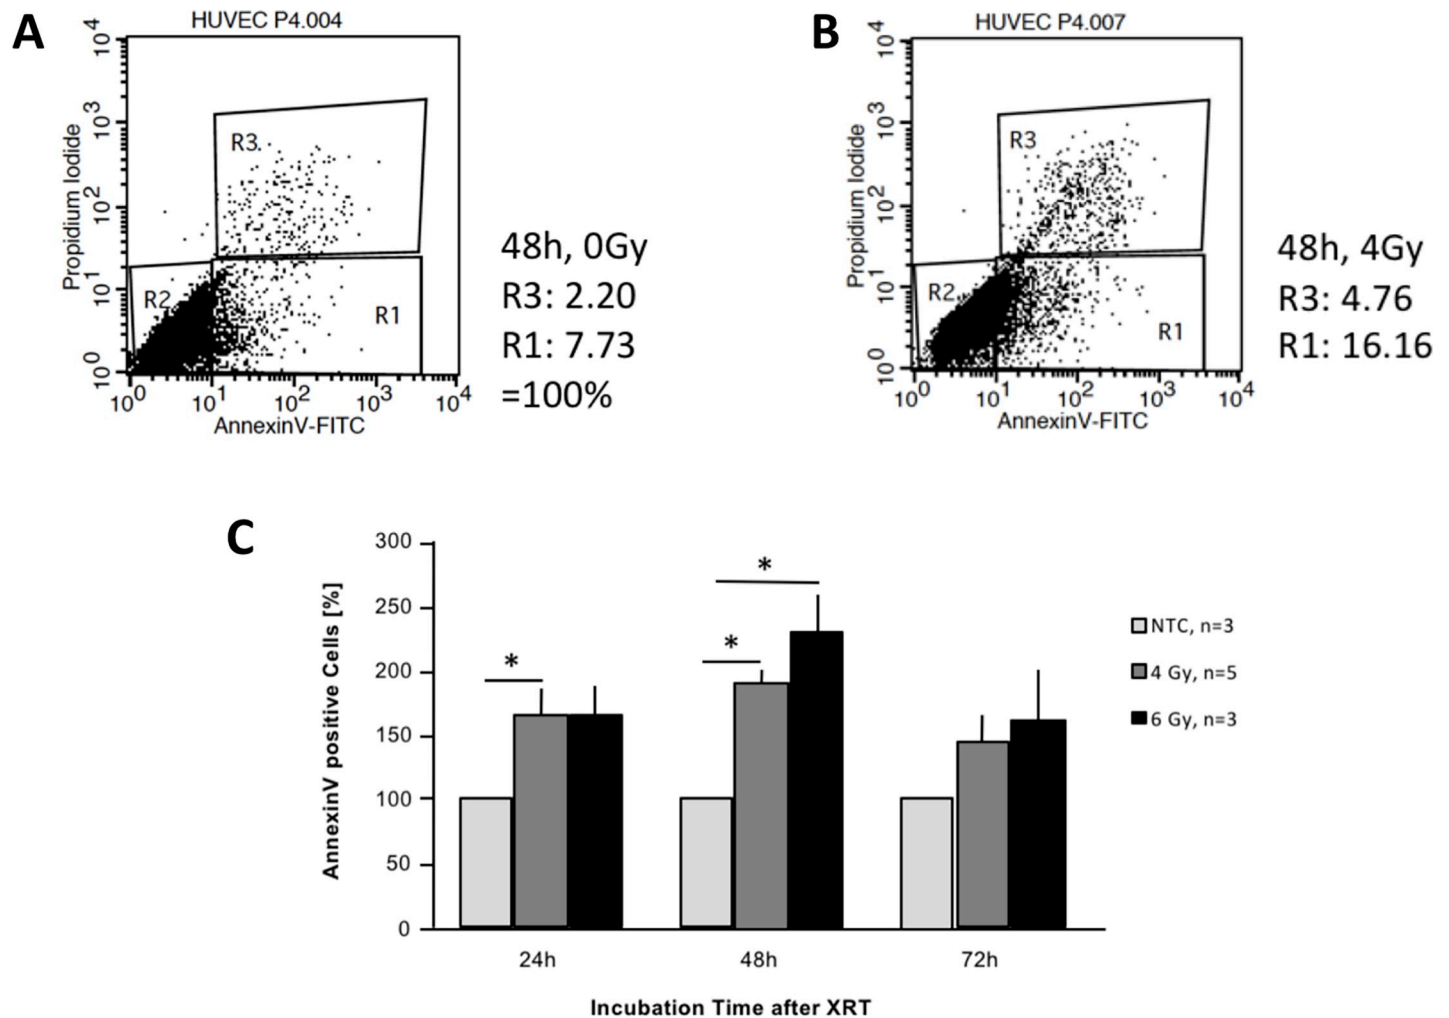 A
HUVEC P4.004
Propidium Iodide
10^4
10^3
10^2
10^1
10^0
R3
R2
R1
10^0 10^1 10^2 10^3 10^4
AnnexinV-FITC
48h, 0Gy
R3: 2.20
R1: 7.73
=100%
B
HUVEC P4.007
Propidium Iodide
10^4
10^3
10^2
10^1
10^0
R3
R2
R1
10^0 10^1 10^2 10^3 10^4
AnnexinV-FITC
48h, 4Gy
R3: 4.76
R1: 16.16
C
AnnexinV positive Cells [%]
300
250
200
150
100
50
0
*
*
*
24h 48h 72h
Incubation Time after XRT
NTC, n=3
4 Gy, n=5
6 Gy, n=3